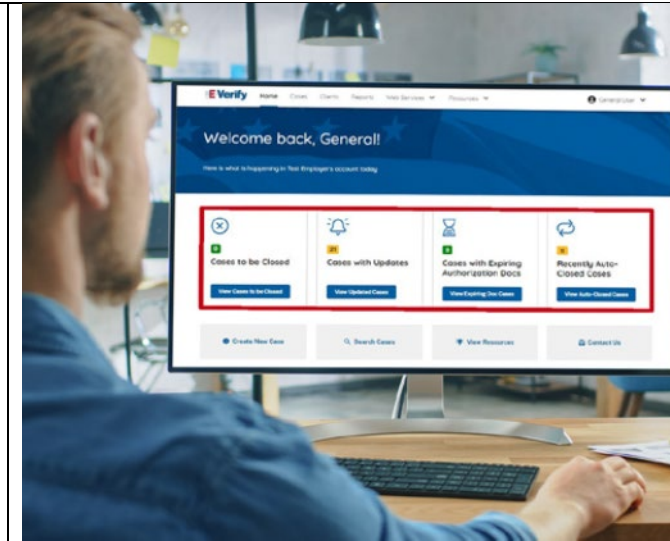 E-Verify Home Cases Clients Reports Web Services Resources General User
Welcome back, General!
Here is what is happening in Test Employer's account today
Cases to be Closed
View Cases to be Closed
21
Cases with Updates
View Updated Cases
Cases with Expiring
Authorization Docs
View Expiring Doc Cases
Recently Auto-
Closed Cases
View Auto-Closed Cases
Create New Case
Search Cases
View Resources
Contact Us